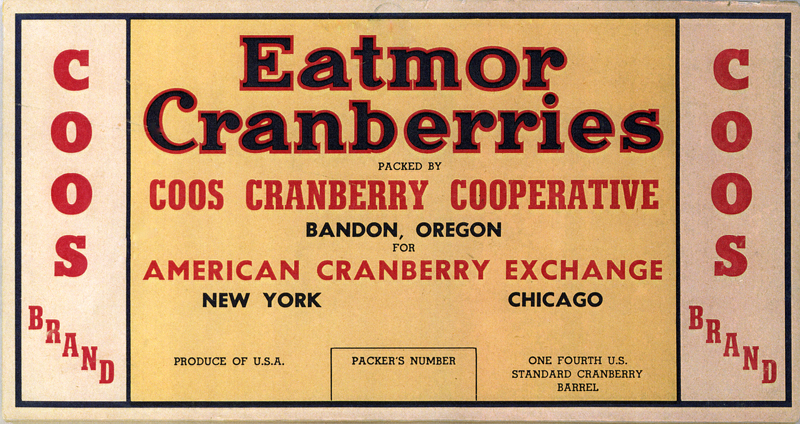 COOS
BRAND
Eatmor
Cranberries
PACKED BY
COOS CRANBERRY COOPERATIVE
BANDON, OREGON
FOR
AMERICAN CRANBERRY EXCHANGE
NEW YORK CHICAGO
PRODUCE OF U.S.A.
PACKER'S NUMBER
ONE FOURTH U.S.
STANDARD CRANBERRY
BARREL
COOS
BRAND